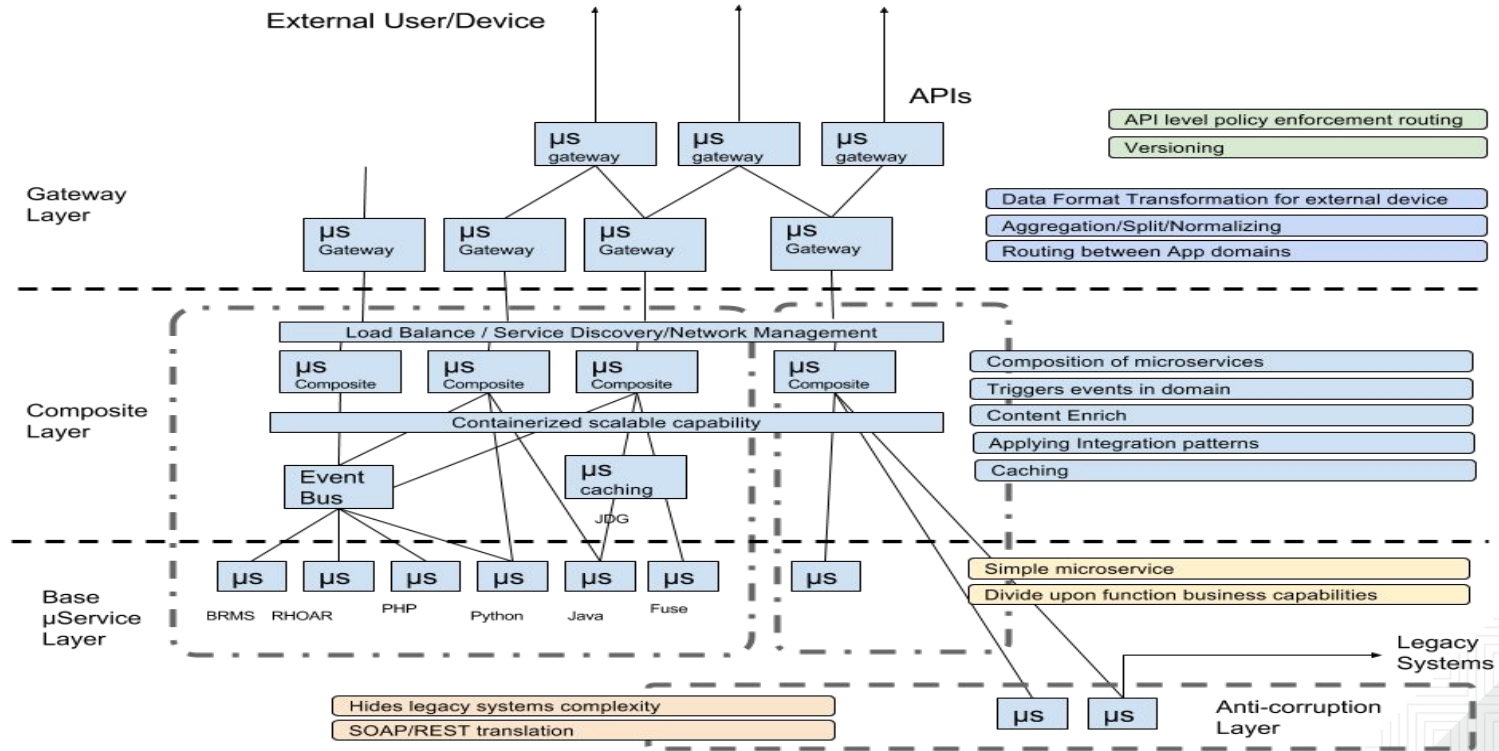 External User/Device
APIs
µs
gateway
µs
gateway
µs
gateway
API level policy enforcement routing
Versioning
Gateway
Layer
µs
Gateway
µs
Gateway
µs
Gateway
µs
Gateway
Data Format Transformation for external device
Aggregation/Split/Normalizing
Routing between App domains
Load Balance / Service Discovery/Network Management
µs
Composite
µs
Composite
µs
Composite
µs
Composite
Composition of microservices
Triggers events in domain
Content Enrich
Applying Integration patterns
Caching
Composite
Layer
Containerized scalable capability
Event
Bus
µs
caching
JDG
Base
µService
Layer
µs
µs
µs
µs
µs
µs
µs
BRMS
RHOAR
PHP
Python
Java
Fuse
Simple microservice
Divide upon function business capabilities
Legacy
Systems
Hides legacy systems complexity
SOAP/REST translation
µs
µs
Anti-corruption
Layer